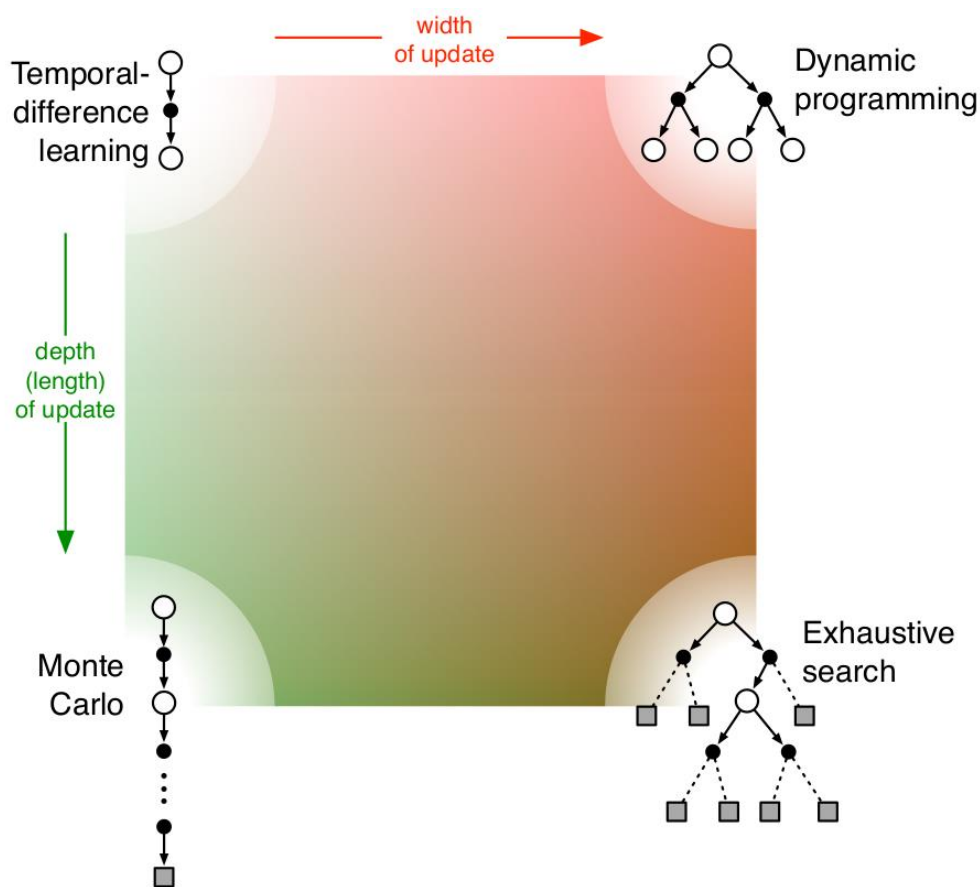 width
of update
Temporal-
difference
learning
Dynamic
programming
depth
(length)
of update
Monte
Carlo
Exhaustive
search